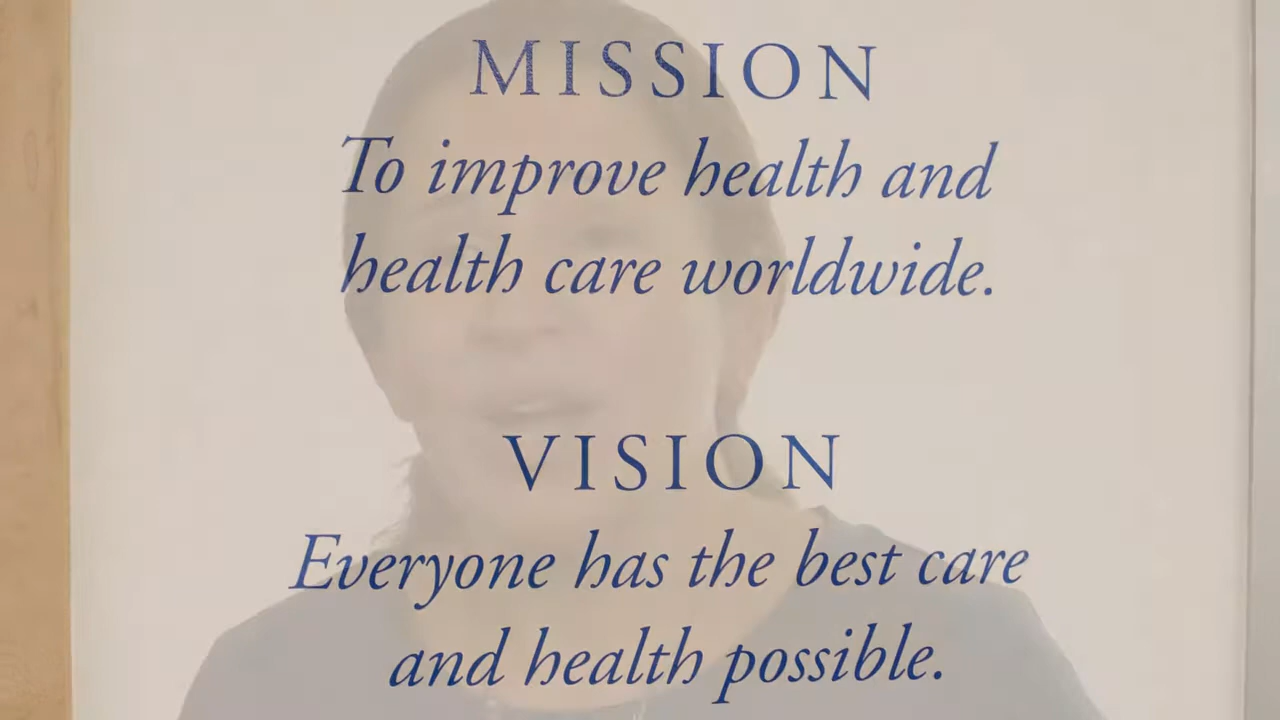 MISSION
To improve health and
health care worldwide.
VISION
Everyone has the best care
and health possible.